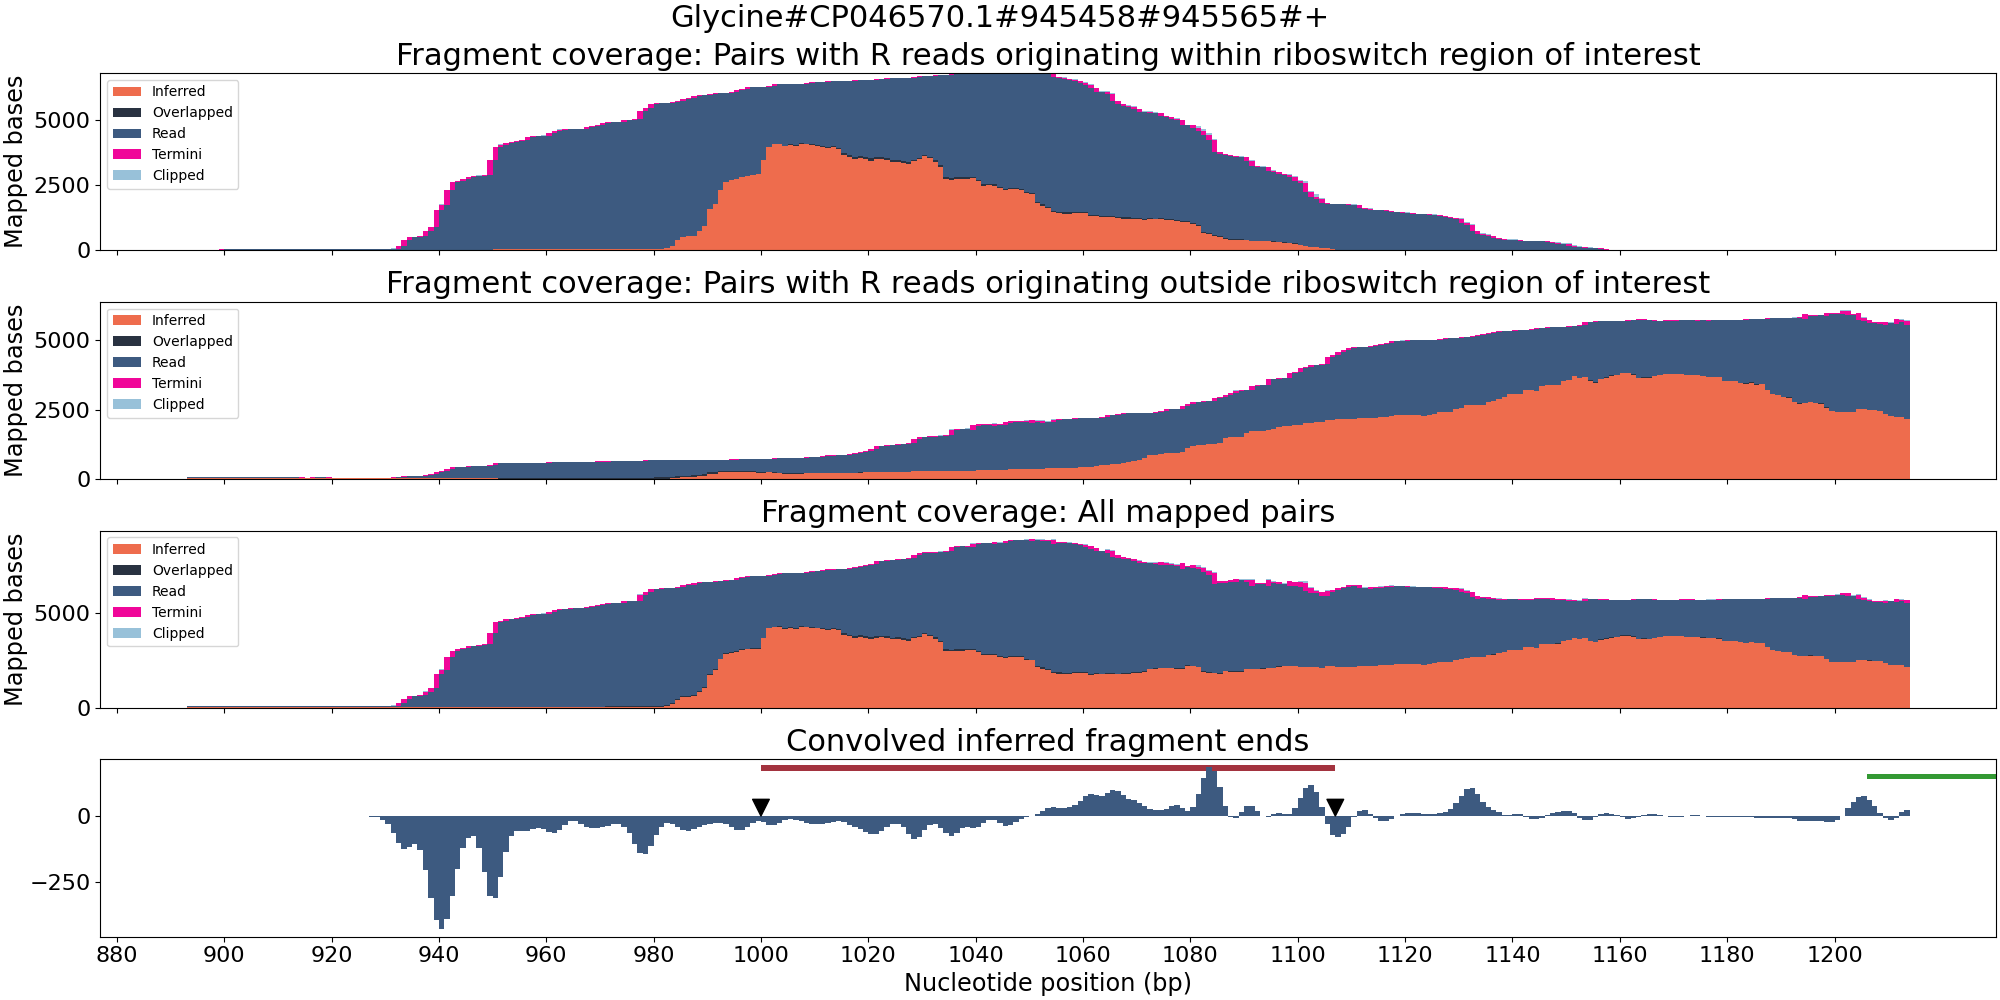 Glycine#CP046570.1#945458#945565#+
Fragment coverage: Pairs with R reads originating within riboswitch region of interest
Mapped bases
5000
2500
0
Inferred
Overlapped
Read
Termini
Clipped
Fragment coverage: Pairs with R reads originating outside riboswitch region of interest
Mapped bases
5000
2500
0
Inferred
Overlapped
Read
Termini
Clipped
Fragment coverage: All mapped pairs
Mapped bases
5000
0
Inferred
Overlapped
Read
Termini
Clipped
Convolved inferred fragment ends
0
−250
880 900 920 940 960 980 1000 1020 1040 1060 1080 1100 1120 1140 1160 1180 1200
Nucleotide position (bp)